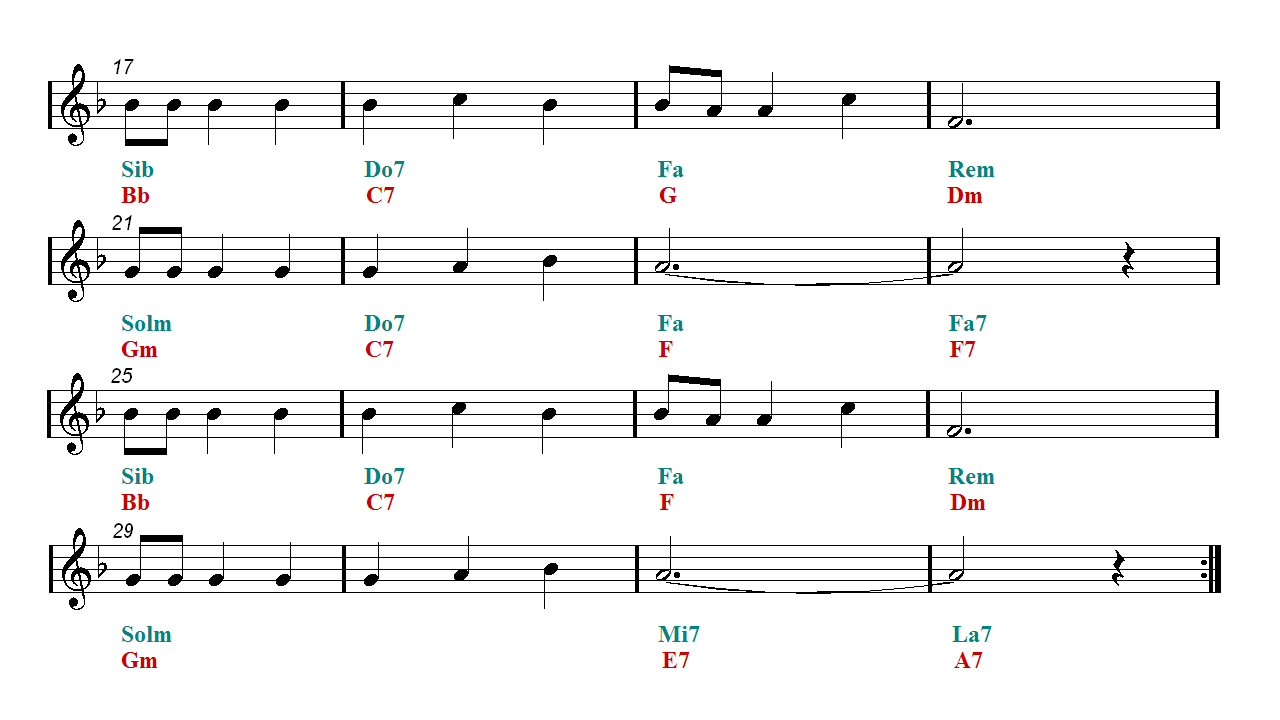 17
Sib Do7 Fa Rem
Bb C7 G Dm
21
Solm Do7 Fa Fa7
Gm C7 F F7
25
Sib Do7 Fa Rem
Bb C7 F Dm
29
Solm Mi7 La7
Gm E7 A7